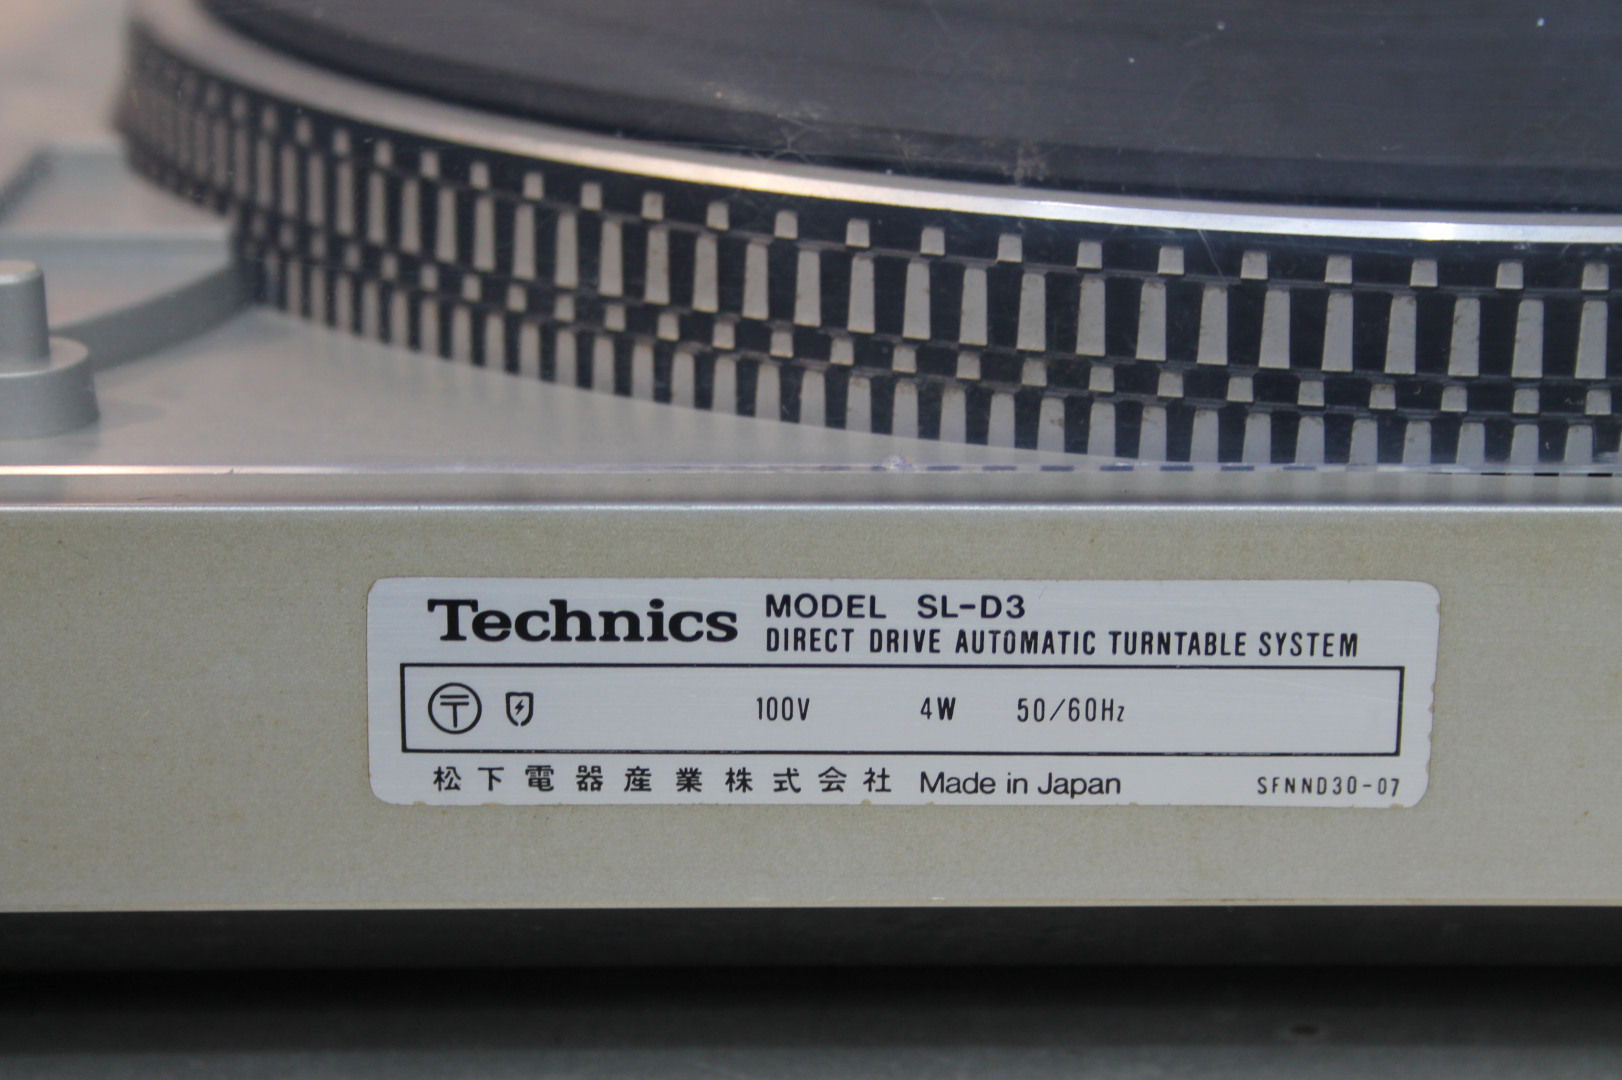 Technics MODEL SL-D3
DIRECT DRIVE AUTOMATIC TURNTABLE SYSTEM
〒 100V 4W 50/60Hz
松下電器産業株式会社 Made in Japan SFNND30-07